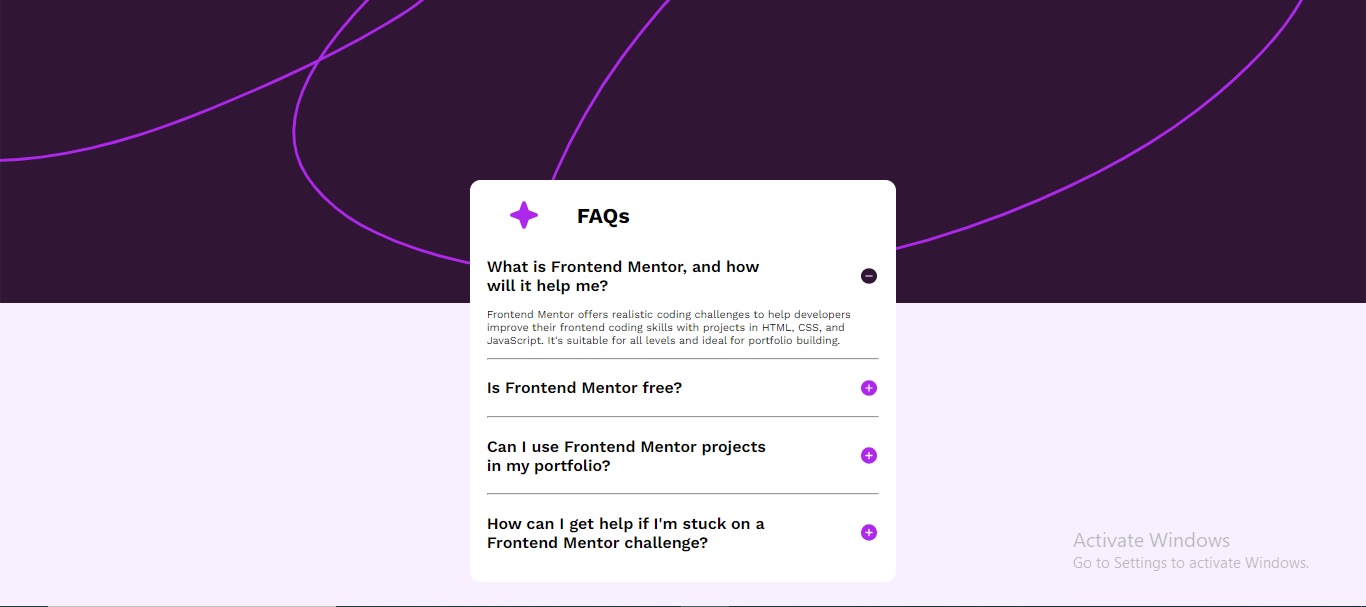 FAQs
What is Frontend Mentor, and how
will it help me?
Frontend Mentor offers realistic coding challenges to help developers
improve their frontend coding skills with projects in HTML, CSS, and
JavaScript. It's suitable for all levels and ideal for portfolio building.
Is Frontend Mentor free?
Can I use Frontend Mentor projects
in my portfolio?
How can I get help if I'm stuck on a
Frontend Mentor challenge?
Activate Windows
Go to Settings to activate Windows.